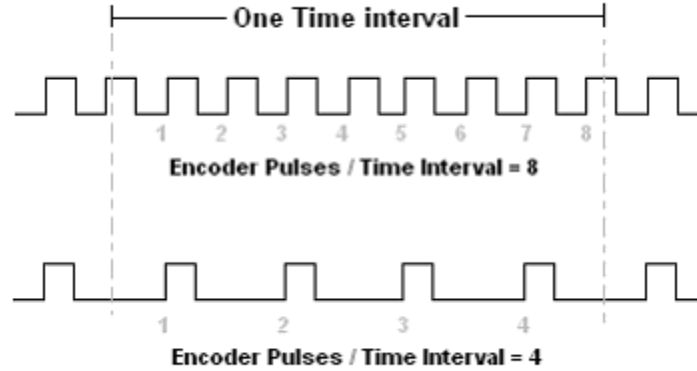 One Time interval
1 2 3 4 5 6 7 8
Encoder Pulses / Time Interval = 8
1 2 3 4
Encoder Pulses / Time Interval = 4